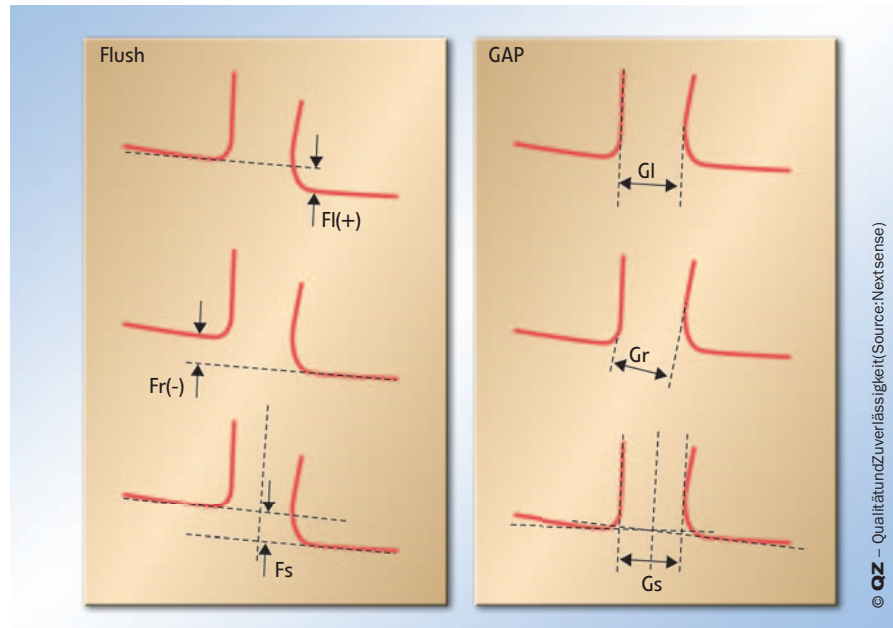 Flush
Fl(+)
Fr(-)
Fs
GAP
Gl
Gr
Gs
© QZ – QualitätundZuverlässigkeit(Source:Nextsense)